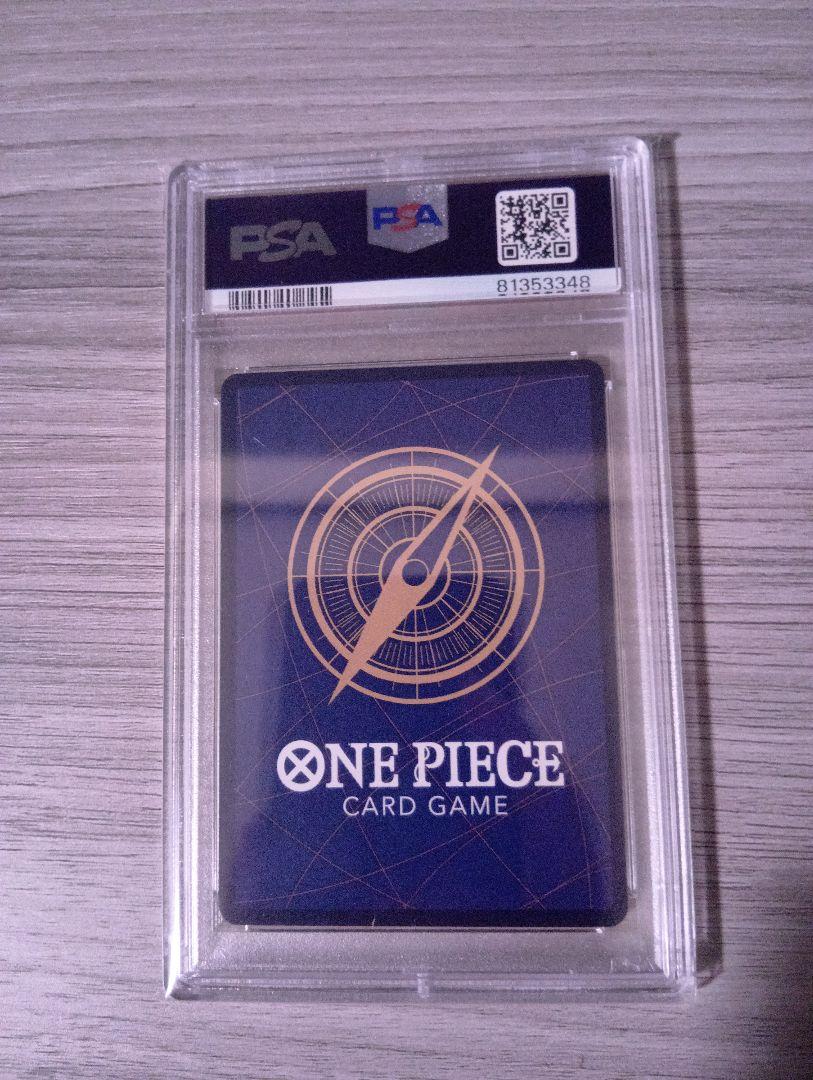 PSA
PSA
81353348
ONE PIECE
CARD GAME